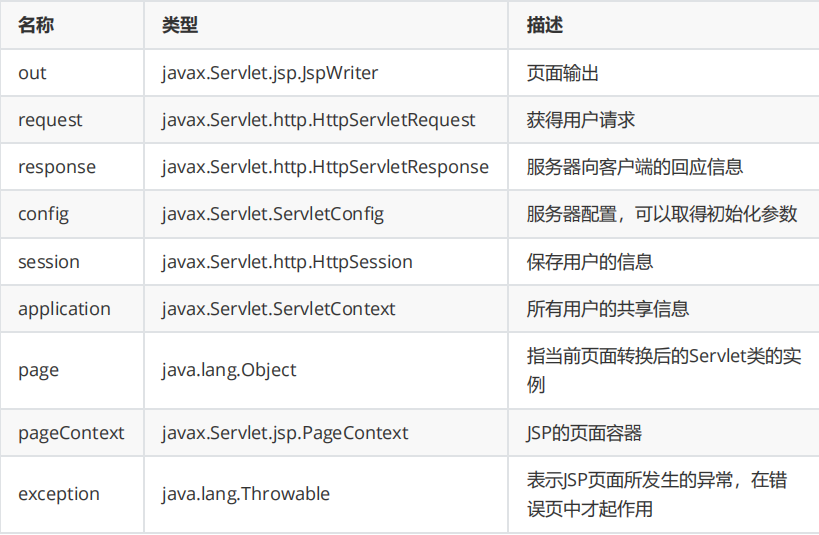 名称 类型 描述
out javax.Servlet.jsp.JspWriter 页面输出
request javax.Servlet.http.HttpServletRequest 获得用户请求
response javax.Servlet.http.HttpServletResponse 服务器向客户端的回应信息
config javax.Servlet.ServletConfig 服务器配置，可以取得初始化参数
session javax.Servlet.http.HttpSession 保存用户的信息
application javax.Servlet.ServletContext 所有用户的共享信息
page java.lang.Object 指当前页面转换后的Servlet类的实
例
pageContext javax.Servlet.jsp.PageContext JSP的页面容器
exception java.lang.Throwable 表示JSP页面所发生的异常，在错
误页中才起作用